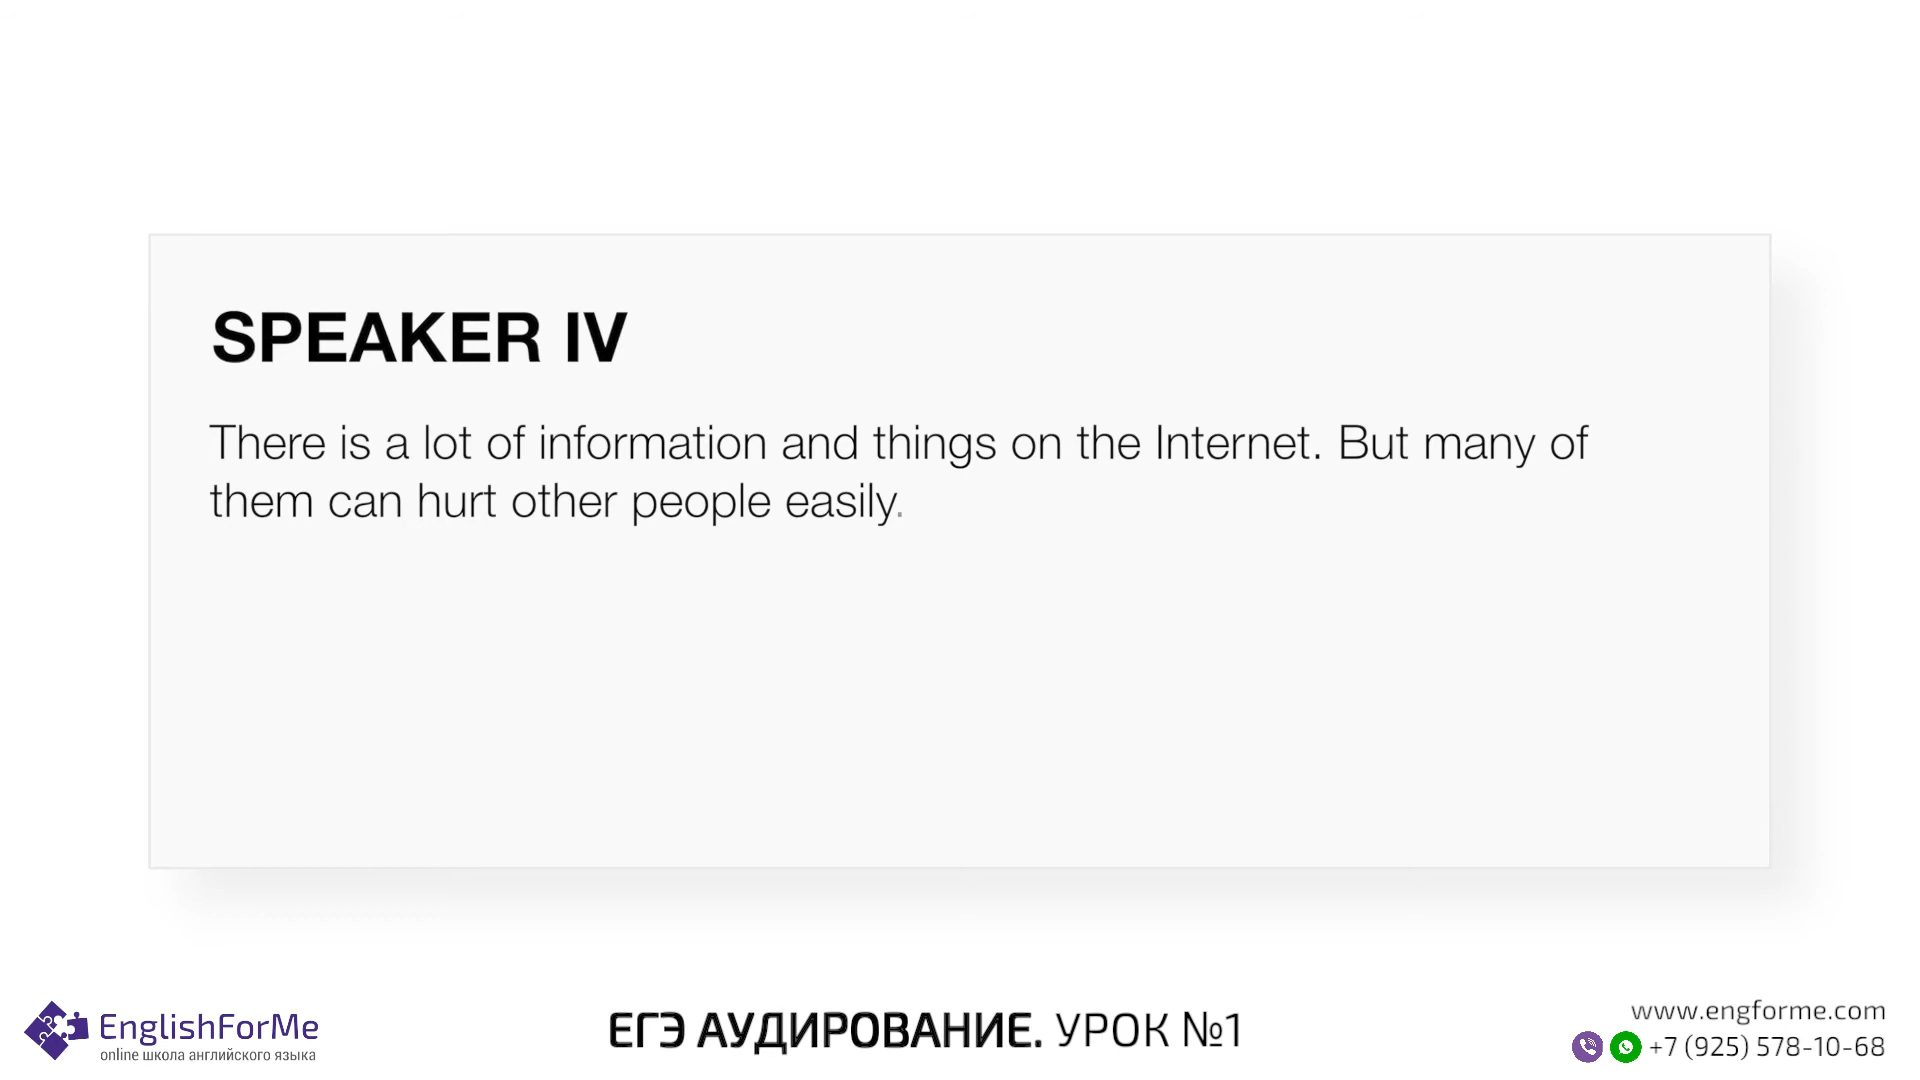 SPEAKER IV
There is a lot of information and things on the Internet. But many of
them can hurt other people easily.
EnglishForMe
online школа английского языка
ЕГЭ АУДИРОВАНИЕ. УРОК №1
www.engforme.com
+7 (925) 578-10-68